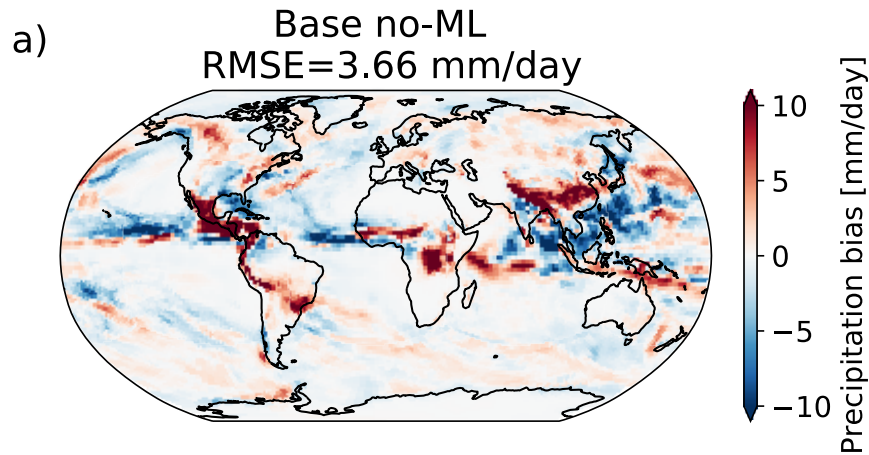 a)
Base no-ML
RMSE=3.66 mm/day
10
5
0
−5
−10
Precipitation bias [mm/day]